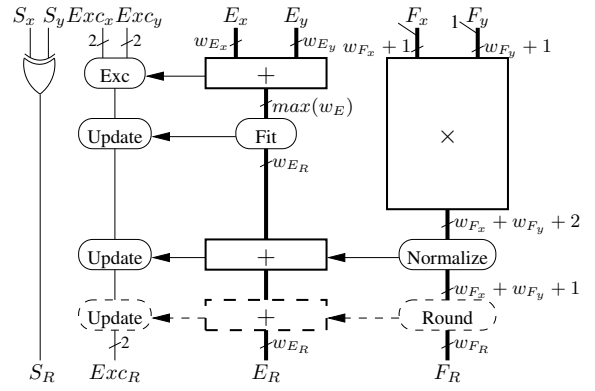 S_x S_y Exc_x Exc_y E_x E_y F_x F_y
2 2 w_{E_x} w_{E_y} w_{F_x}+1 1 w_{F_y}+1
Exc + ×
max(w_E)
Update Fit
w_{E_R}
w_{F_x}+w_{F_y}+2
Update + Normalize
w_{F_x}+w_{F_y}+1
Update + Round
2 w_{E_R} w_{F_R}
S_R Exc_R E_R F_R